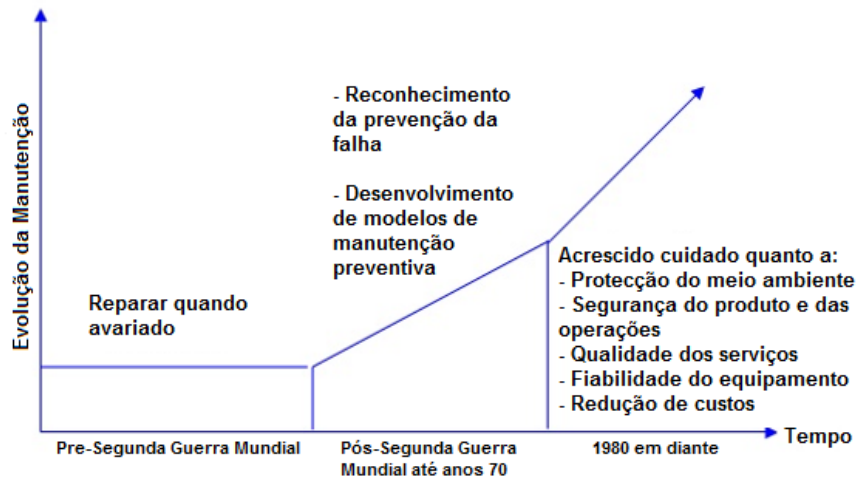 Evolução da Manutenção
Reparar quando
avariado
- Reconhecimento
da prevenção da
falha
- Desenvolvimento
de modelos de
manutenção
preventiva
Acrescido cuidado quanto a:
- Protecção do meio ambiente
- Segurança do produto e das
operações
- Qualidade dos serviços
- Fiabilidade do equipamento
- Redução de custos
Tempo
Pre-Segunda Guerra Mundial
Pós-Segunda Guerra
Mundial até anos 70
1980 em diante